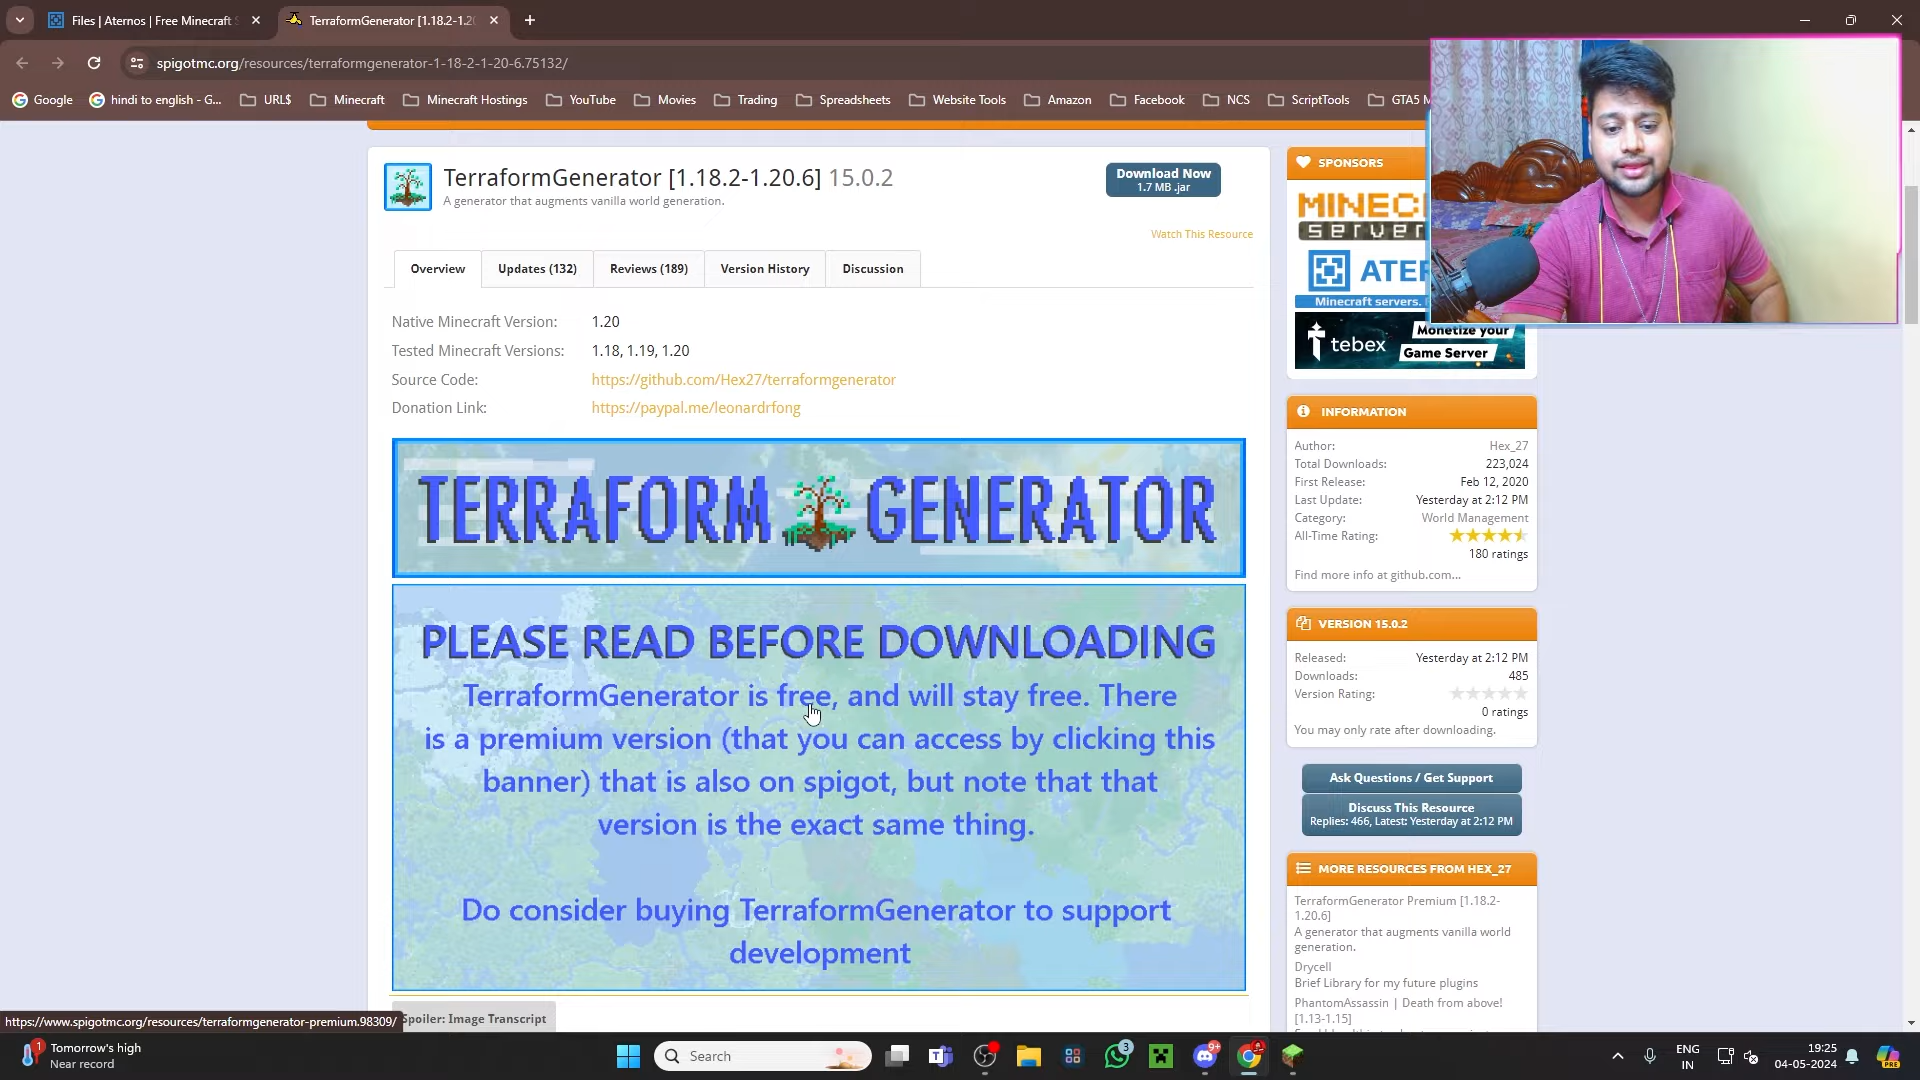 Files | Aternos | Free Minecraft S
TerraformGenerator [1.18.2-1.20
spigotmc.org/resources/terraformgenerator-1-18-2-1-20-6.75132/
Google
hindi to english - G...
URL$
Minecraft
Minecraft Hostings
YouTube
Movies
Trading
Spreadsheets
Website Tools
Amazon
Facebook
NCS
ScriptTools
GTA5 M
TerraformGenerator [1.18.2-1.20.6] 15.0.2
A generator that augments vanilla world generation.
Download Now
1.7 MB .jar
Watch This Resource
Overview
Updates (132)
Reviews (189)
Version History
Discussion
Native Minecraft Version: 1.20
Tested Minecraft Versions: 1.18, 1.19, 1.20
Source Code: https://github.com/Hex27/terraformgenerator
Donation Link: https://paypal.me/leonardrfong
TERRAFORM GENERATOR
PLEASE READ BEFORE DOWNLOADING
TerraformGenerator is free, and will stay free. There
is a premium version (that you can access by clicking this
banner) that is also on spigot, but note that that
version is the exact same thing.
Do consider buying TerraformGenerator to support
development
Spoiler: Image Transcript
SPONSORS
MINEC
server
ATER
Minecraft servers.
tebex
Monetize your
Game Server
INFORMATION
Author: Hex_27
Total Downloads: 223,024
First Release: Feb 12, 2020
Last Update: Yesterday at 2:12 PM
Category: World Management
All-Time Rating:
180 ratings
Find more info at github.com...
VERSION 15.0.2
Released: Yesterday at 2:12 PM
Downloads: 485
Version Rating:
0 ratings
You may only rate after downloading.
Ask Questions / Get Support
Discuss This Resource
Replies: 466, Latest: Yesterday at 2:12 PM
MORE RESOURCES FROM HEX_27
TerraformGenerator Premium [1.18.2-
1.20.6]
A generator that augments vanilla world
generation.
Drycell
Brief Library for my future plugins
PhantomAssassin | Death from above!
[1.13-1.15]
https://www.spigotmc.org/resources/terraformgenerator-premium.98309/
1
Tomorrow's high
Near record
Search
3
9+
ENG
IN
19:25
04-05-2024
PRE